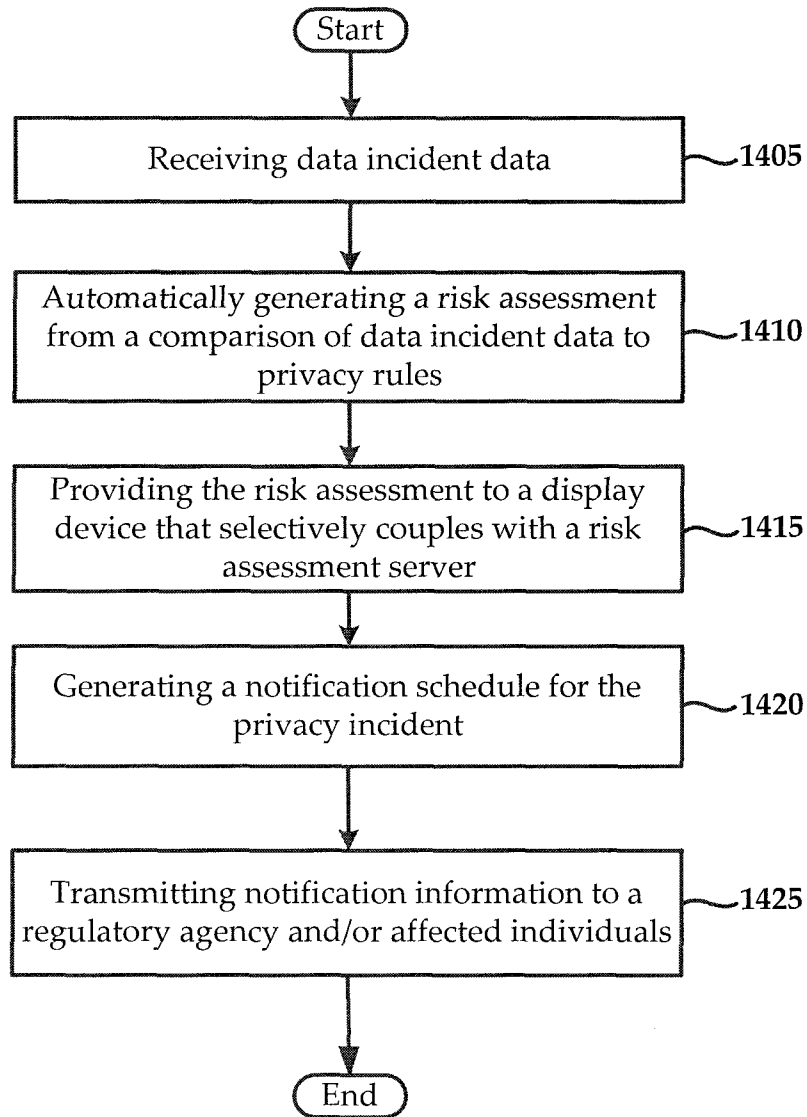 Start
Receiving data incident data
1405
Automatically generating a risk assessment
from a comparison of data incident data to
privacy rules
1410
Providing the risk assessment to a display
device that selectively couples with a risk
assessment server
1415
Generating a notification schedule for the
privacy incident
1420
Transmitting notification information to a
regulatory agency and/or affected individuals
1425
End